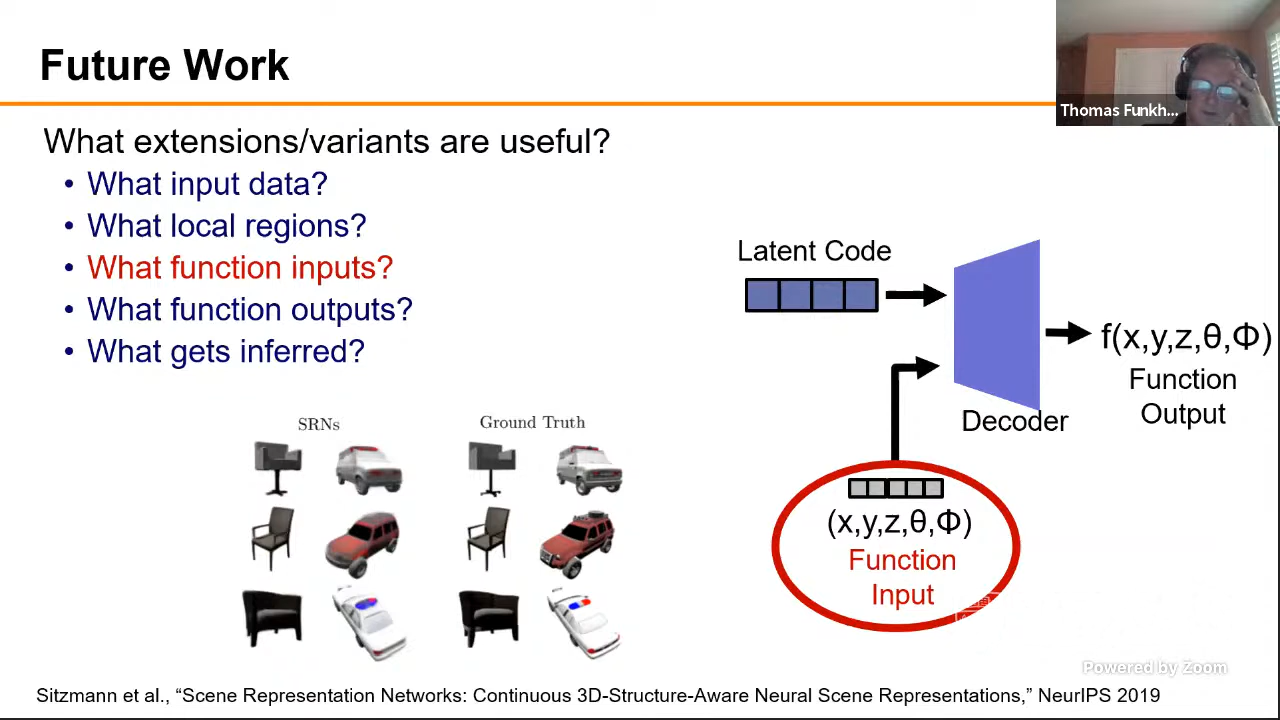 Future Work
Thomas Funkh...
What extensions/variants are useful?
• What input data?
• What local regions?
• What function inputs?
• What function outputs?
• What gets inferred?
Latent Code
f(x,y,z,θ,Φ)
Function
Output
Decoder
(x,y,z,θ,Φ)
Function
Input
SRNs
Ground Truth
Powered by Zoom
Sitzmann et al., “Scene Representation Networks: Continuous 3D-Structure-Aware Neural Scene Representations,” NeurIPS 2019